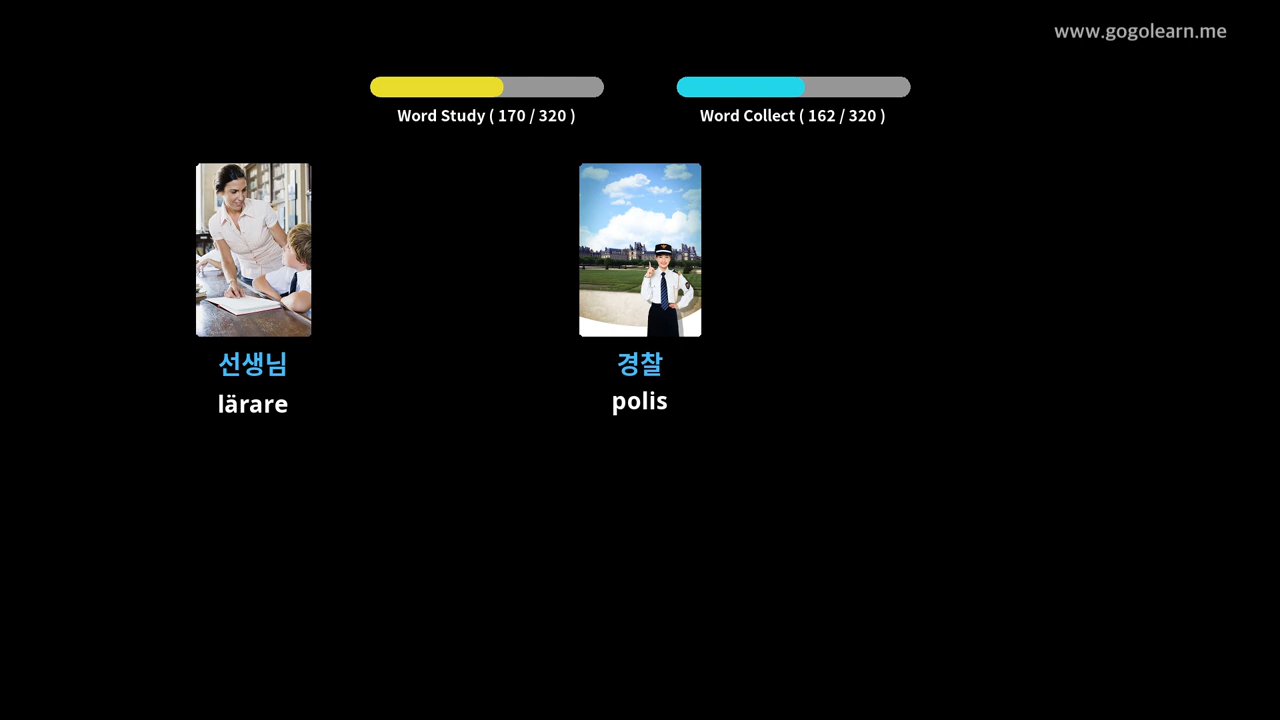 www.gogolearn.me
Word Study ( 170 / 320 )
Word Collect ( 162 / 320 )
선생님
lärare
경찰
polis